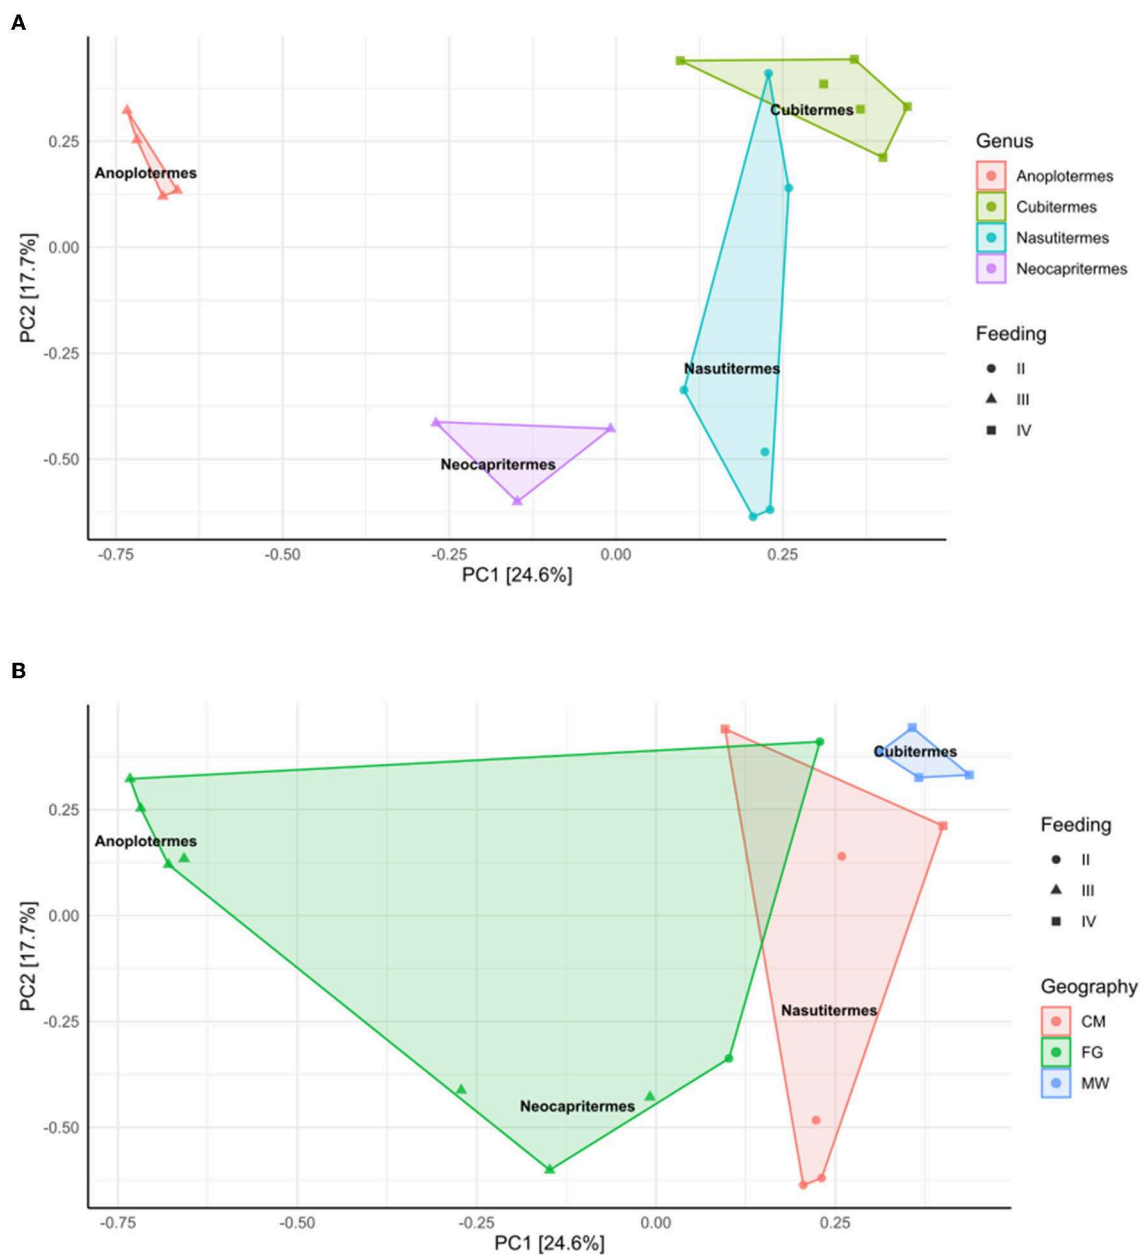 A
PC2 [17.7%]
0.25
0.00
-0.25
-0.50
Anoplotermes
Cubitermes
Nasutitermes
Neocapritermes
-0.75
-0.50
-0.25
0.00
0.25
PC1 [24.6%]
Genus
Anoplotermes
Cubitermes
Nasutitermes
Neocapritermes
Feeding
II
III
IV
B
PC2 [17.7%]
0.25
0.00
-0.25
-0.50
Cubitermes
Anoplotermes
Nasutitermes
Neocapritermes
-0.75
-0.50
-0.25
0.00
0.25
PC1 [24.6%]
Feeding
II
III
IV
Geography
CM
FG
MW